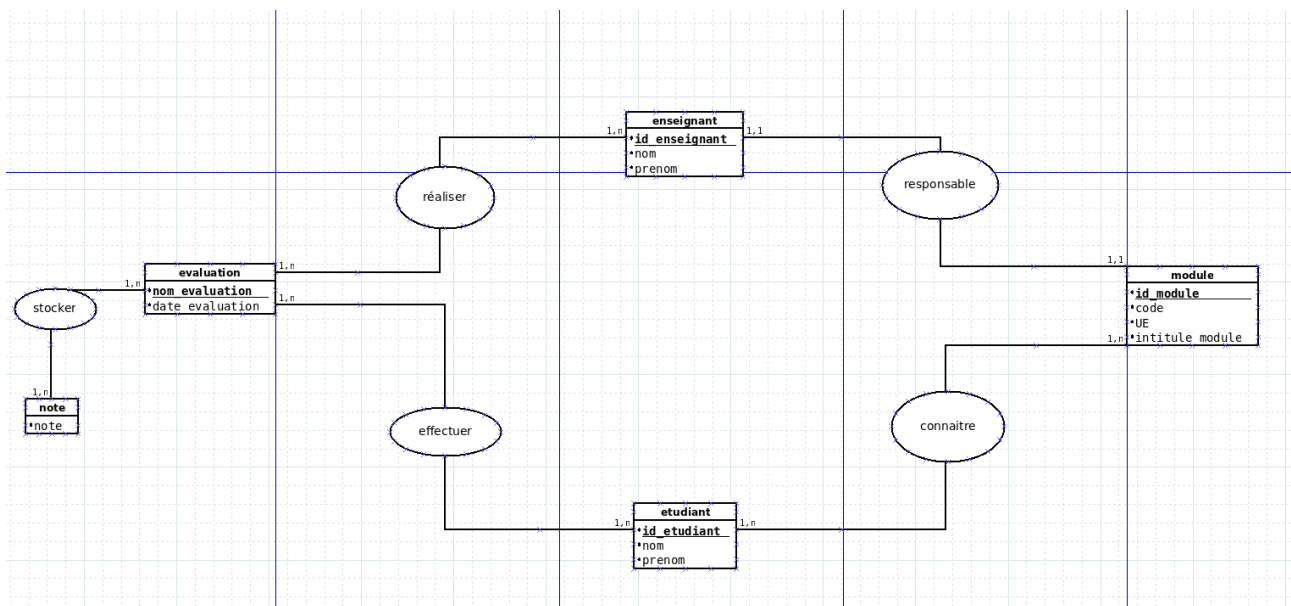 enseignant
1,n
1,1
id_enseignant
nom
prenom
réaliser
responsable
evaluation
1,n
1,n
nom_evaluation
1,n
date_evaluation
stocker
1,1
module
id_module
code
UE
1,n
intitule_module
1,n
note
note
effectuer
connaitre
etudiant
1,n
1,n
id_etudiant
nom
prenom